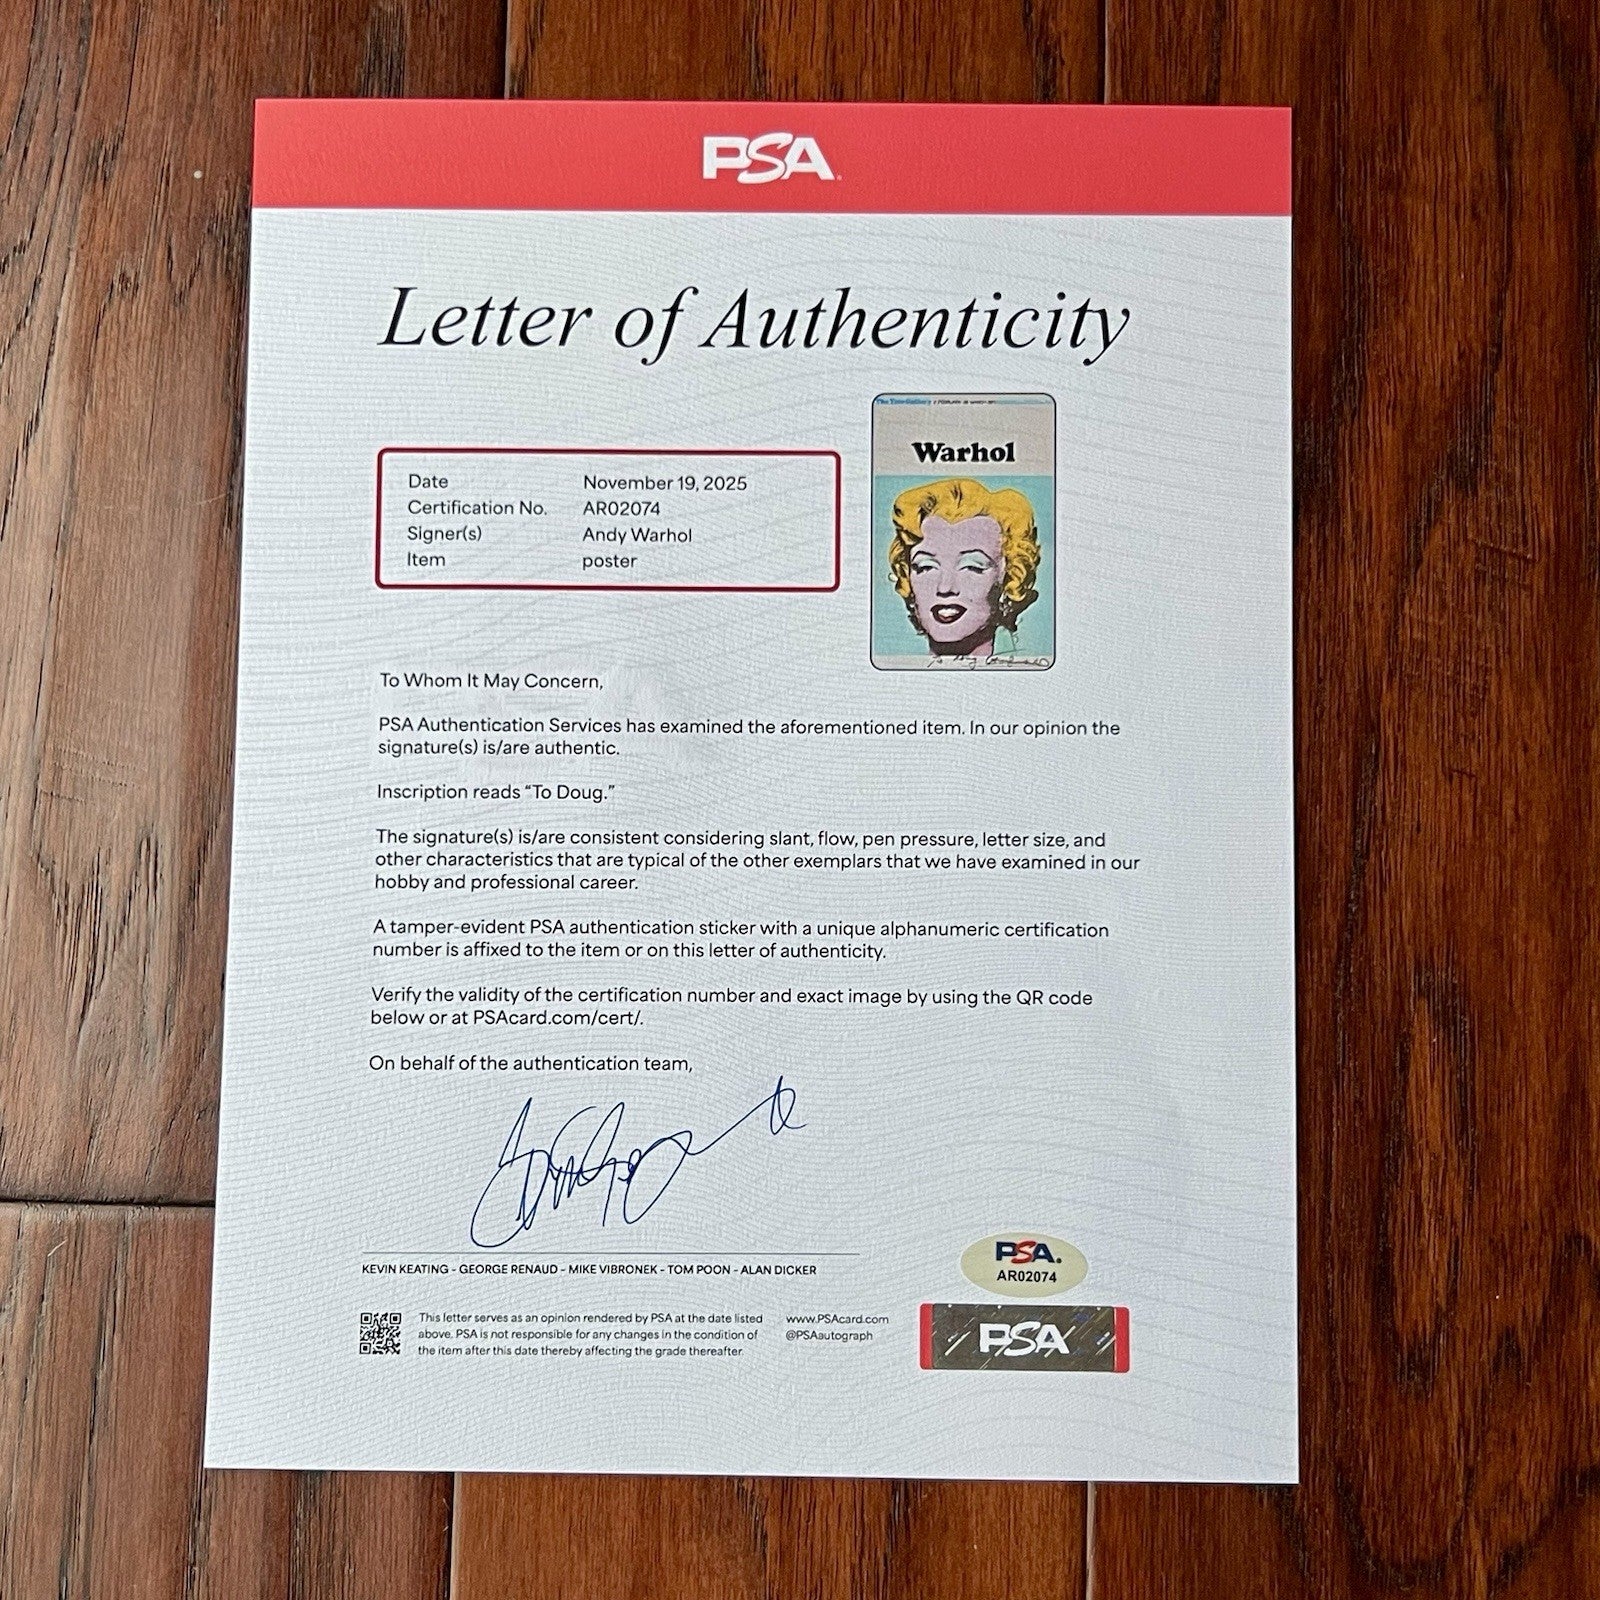 PSA
Letter of Authenticity
The Tate Gallery
Warhol
Date November 19, 2025
Certification No. AR02074
Signer(s) Andy Warhol
Item poster
To Whom It May Concern,
PSA Authentication Services has examined the aforementioned item. In our opinion the
signature(s) is/are authentic.
Inscription reads “To Doug.”
The signature(s) is/are consistent considering slant, flow, pen pressure, letter size, and
other characteristics that are typical of the other exemplars that we have examined in our
hobby and professional career.
A tamper-evident PSA authentication sticker with a unique alphanumeric certification
number is affixed to the item or on this letter of authenticity.
Verify the validity of the certification number and exact image by using the QR code
below or at PSAcard.com/cert/.
On behalf of the authentication team,
KEVIN KEATING - GEORGE RENAUD - MIKE VIBRONEK - TOM POON - ALAN DICKER
This letter serves as an opinion rendered by PSA at the date listed
above. PSA is not responsible for any changes in the condition of
the item after this date thereby affecting the grade thereafter.
www.PSAcard.com
@PSAautograph
PSA.
AR02074
PSA